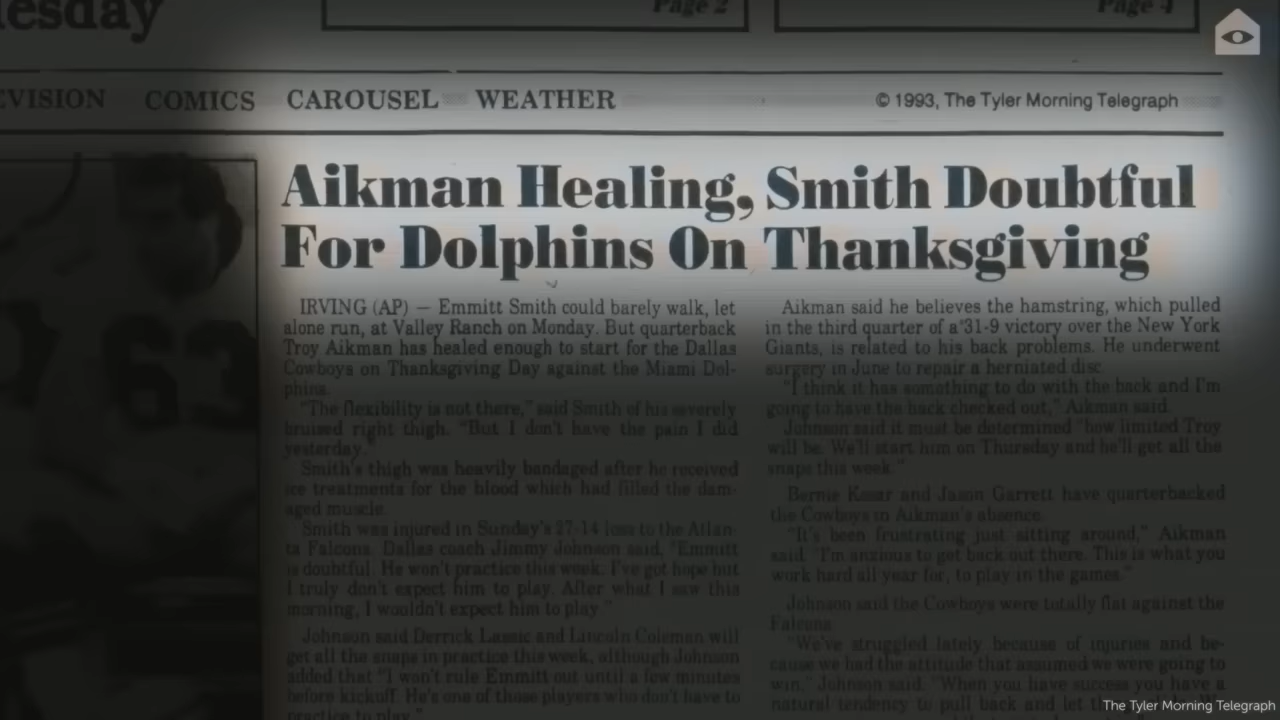 esday
Page 2
Page 4
EVISION COMICS CAROUSEL WEATHER
© 1993, The Tyler Morning Telegraph
Aikman Healing, Smith Doubtful
For Dolphins On Thanksgiving
63
IRVING (AP) — Emmitt Smith could barely walk, let
alone run, at Valley Ranch on Monday. But quarterback
Troy Aikman has healed enough to start for the Dallas
Cowboys on Thanksgiving Day against the Miami Dol-
phins.
"The flexibility is not there," said Smith of his severely
bruised right thigh. "But I don't have the pain I did
yesterday."
Smith's thigh was heavily bandaged after he received
ice treatments for the blood which had filled the dam-
aged muscle.
Smith was injured in Sunday's 27-14 loss to the Atlan-
ta Falcons. Dallas coach Jimmy Johnson said, "Emmitt
is doubtful. He won't practice this week. I've got hope but
I truly don't expect him to play. After what I saw this
morning, I wouldn't expect him to play."
Johnson said Derrick Lassic and Lincoln Coleman will
get all the snaps in practice this week, although Johnson
added that "I won't rule Emmitt out until a few minutes
before kickoff. He's one of those players who don't have to
practice to play."
Aikman said he believes the hamstring, which pulled
in the third quarter of a 31-9 victory over the New York
Giants, is related to his back problems. He underwent
surgery in June to repair a herniated disc.
"I think it has something to do with the back and I'm
going to have the back checked out," Aikman said.
Johnson said it must be determined "how limited Troy
will be. We'll start him on Thursday and he'll get all the
snaps this week."
Bernie Kosar and Jason Garrett have quarterbacked
the Cowboys in Aikman's absence.
"It's been frustrating just sitting around," Aikman
said. "I'm anxious to get back out there. This is what you
work hard all year for, to play in the games."
Johnson said the Cowboys were totally flat against the
Falcons.
"We've struggled lately because of injuries and be-
cause we had the attitude that assumed we were going to
win," Johnson said. "When you have success you have a
natural tendency to pull back and let
The Tyler Morning Telegraph